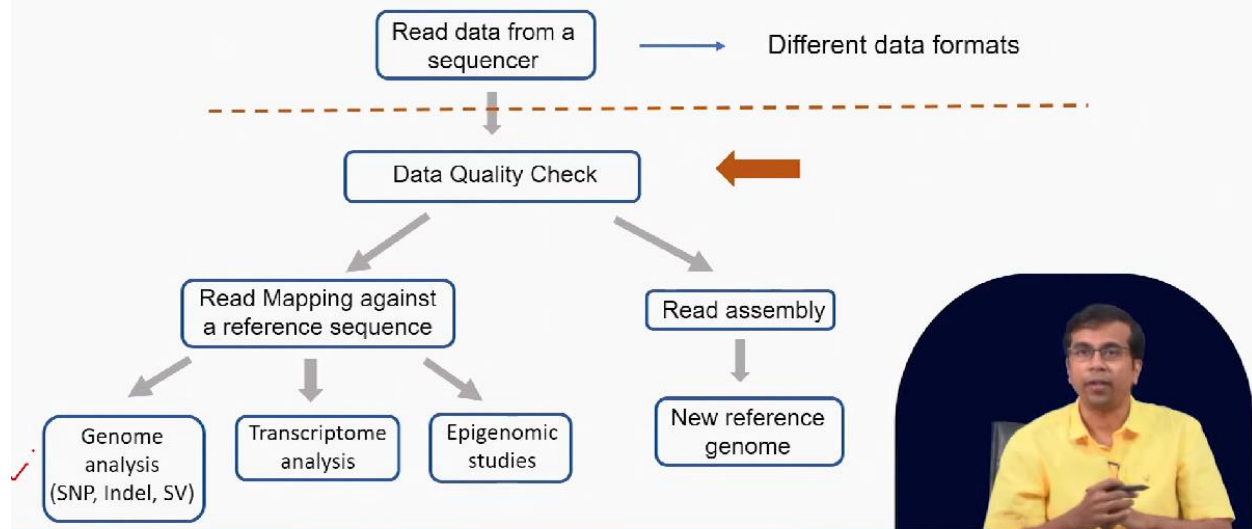 Read data from a
sequencer
Different data formats
Data Quality Check
Read Mapping against
a reference sequence
Read assembly
Genome
analysis
(SNP, Indel, SV)
Transcriptome
analysis
Epigenomic
studies
New reference
genome